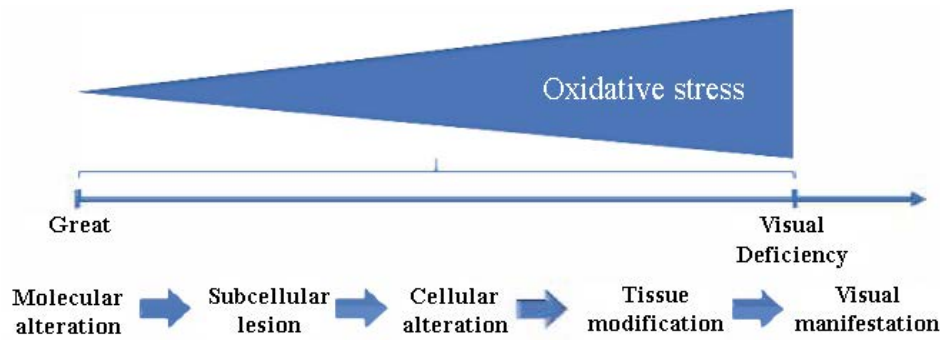 Oxidative stress
Great
Visual
Deficiency
Molecular
alteration
Subcellular
lesion
Cellular
alteration
Tissue
modification
Visual
manifestation